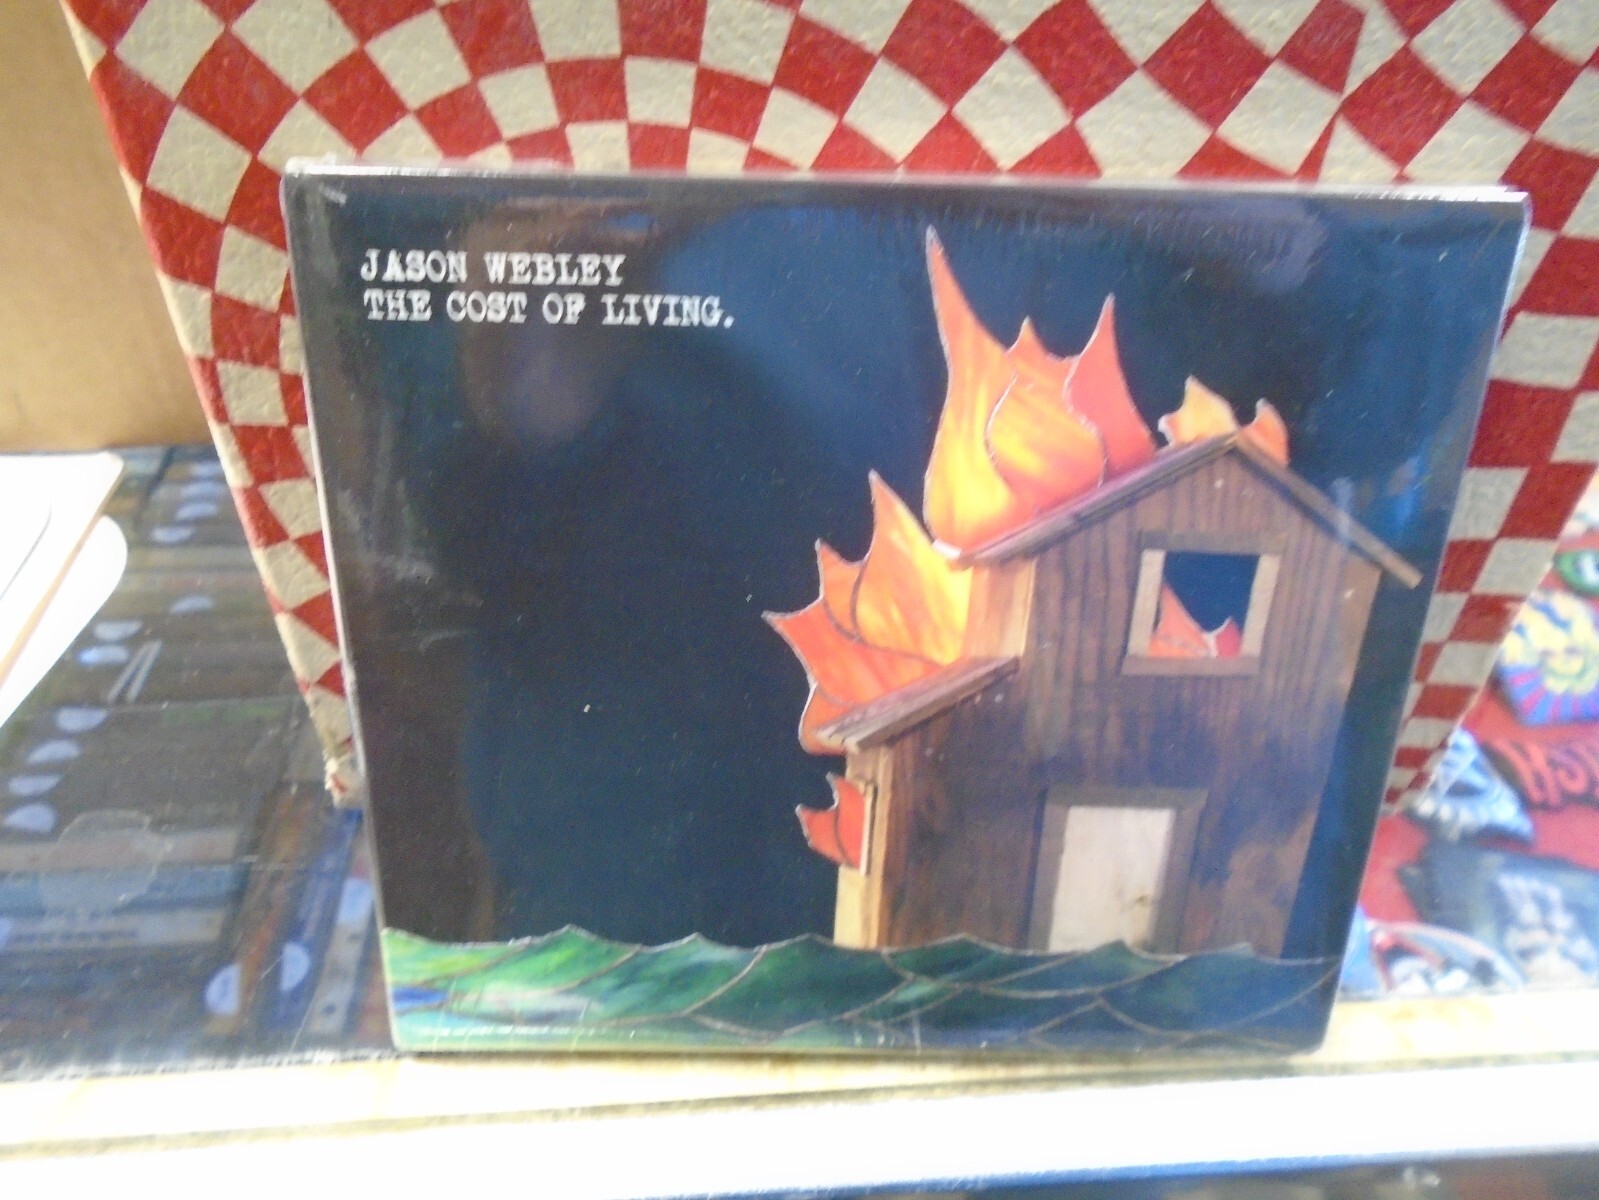 JASON WEBLEY
THE COST OF LIVING.